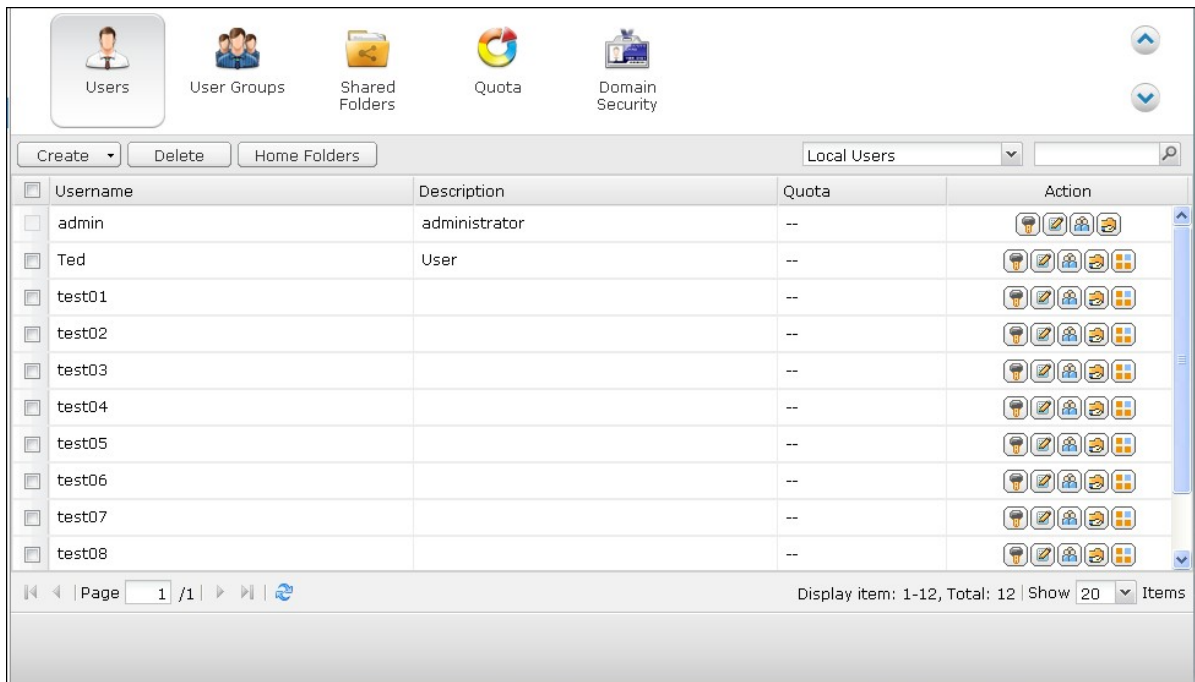 Users
User Groups
Shared Folders
Quota
Domain Security
Create Delete Home Folders Local Users
Username Description Quota Action
admin administrator --
Ted User --
test01 --
test02 --
test03 --
test04 --
test05 --
test06 --
test07 --
test08 --
Page 1 /1 Display item: 1-12, Total: 12 Show 20 Items